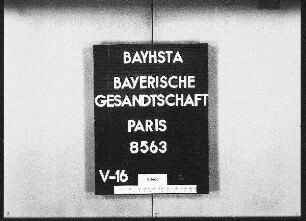 BAYHSTA
BAYERISCHE
GESANDTSCHAFT
PARIS
8563
V-16